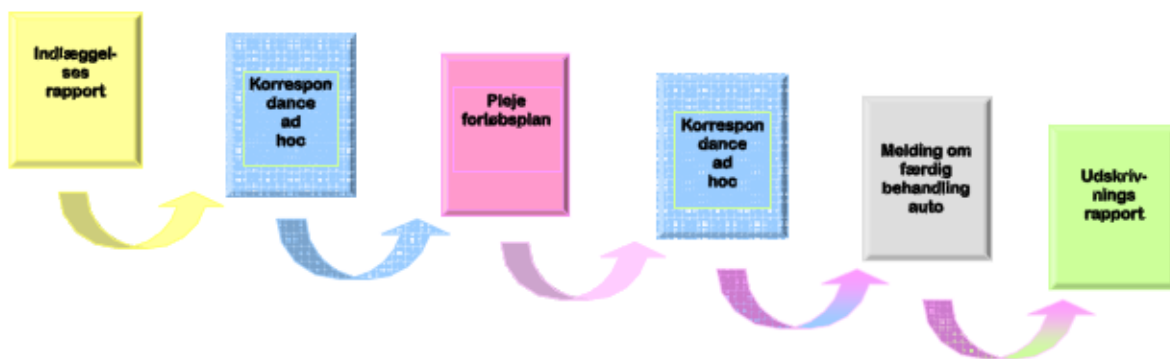 Indlæggel-
ses
rapport
Korrespon
dance
ad
hoc
Pleje
forløbsplan
Korrespon
dance
ad
hoc
Melding om
færdig
behandling
auto
Udskriv-
nings
rapport